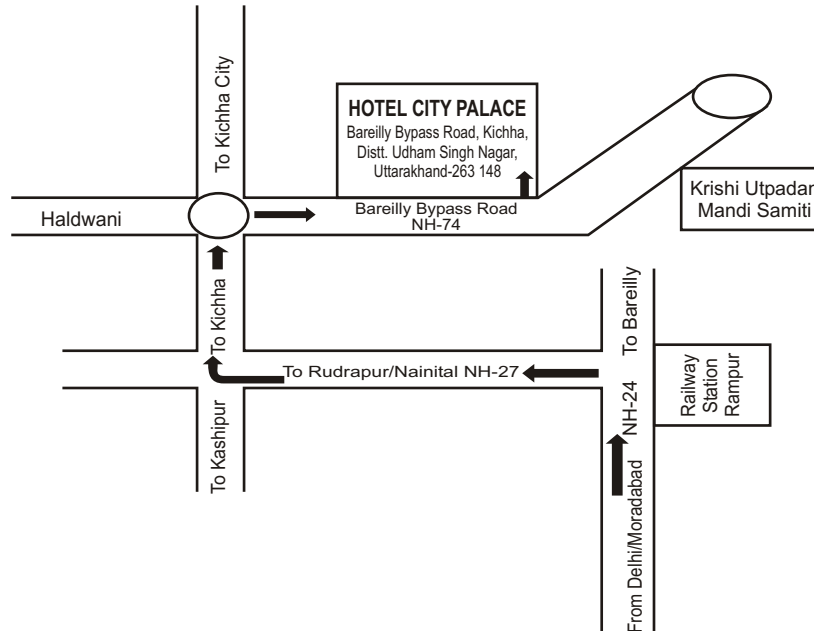 To Kichha City
HOTEL CITY PALACE
Bareilly Bypass Road, Kichha,
Distt. Udham Singh Nagar,
Uttarakhand-263 148
Krishi Utpadan
Mandi Samiti
Haldwani
Bareilly Bypass Road
NH-74
To Kichha
To Bareilly
To Rudrapur/Nainital NH-27
Railway
Station
Rampur
To Kashipur
NH-24
From Delhi/Moradabad